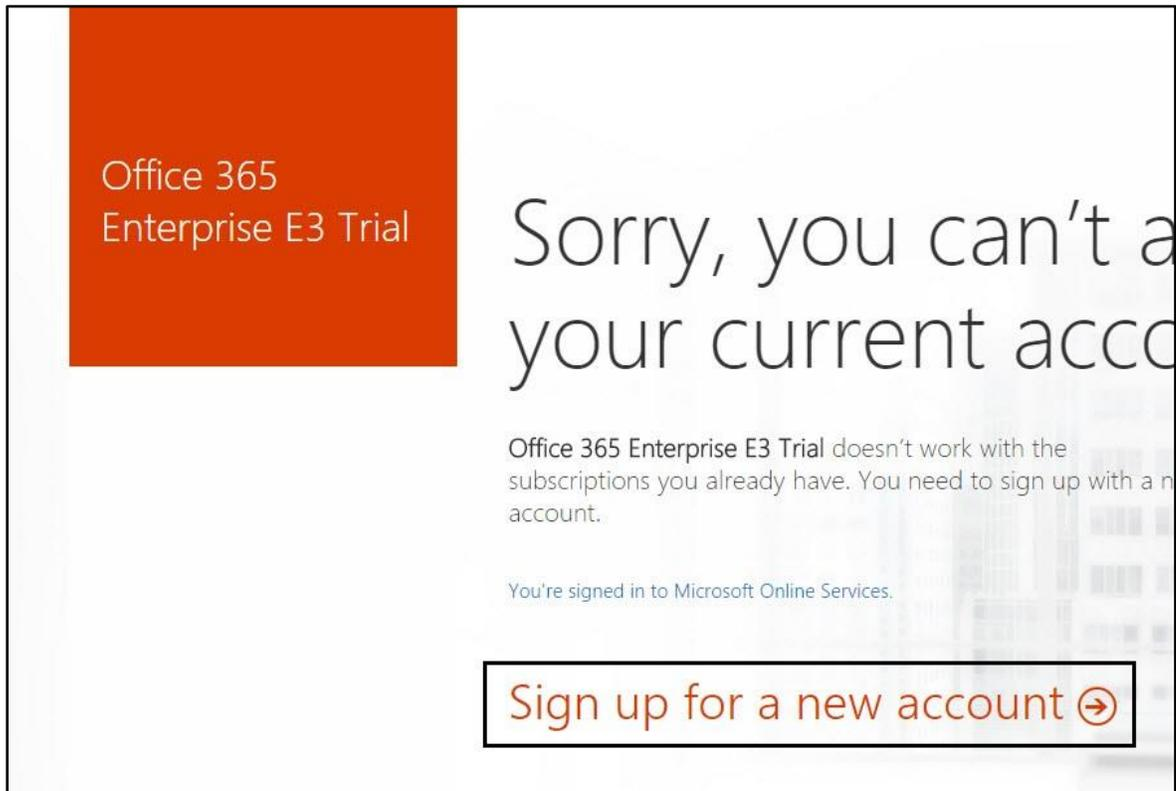 Office 365
Enterprise E3 Trial
Sorry, you can't
your current
Office 365 Enterprise E3 Trial doesn't work with the
subscriptions you already have. You need to sign up with a
account.
You're signed in to Microsoft Online Services.
Sign up for a new account